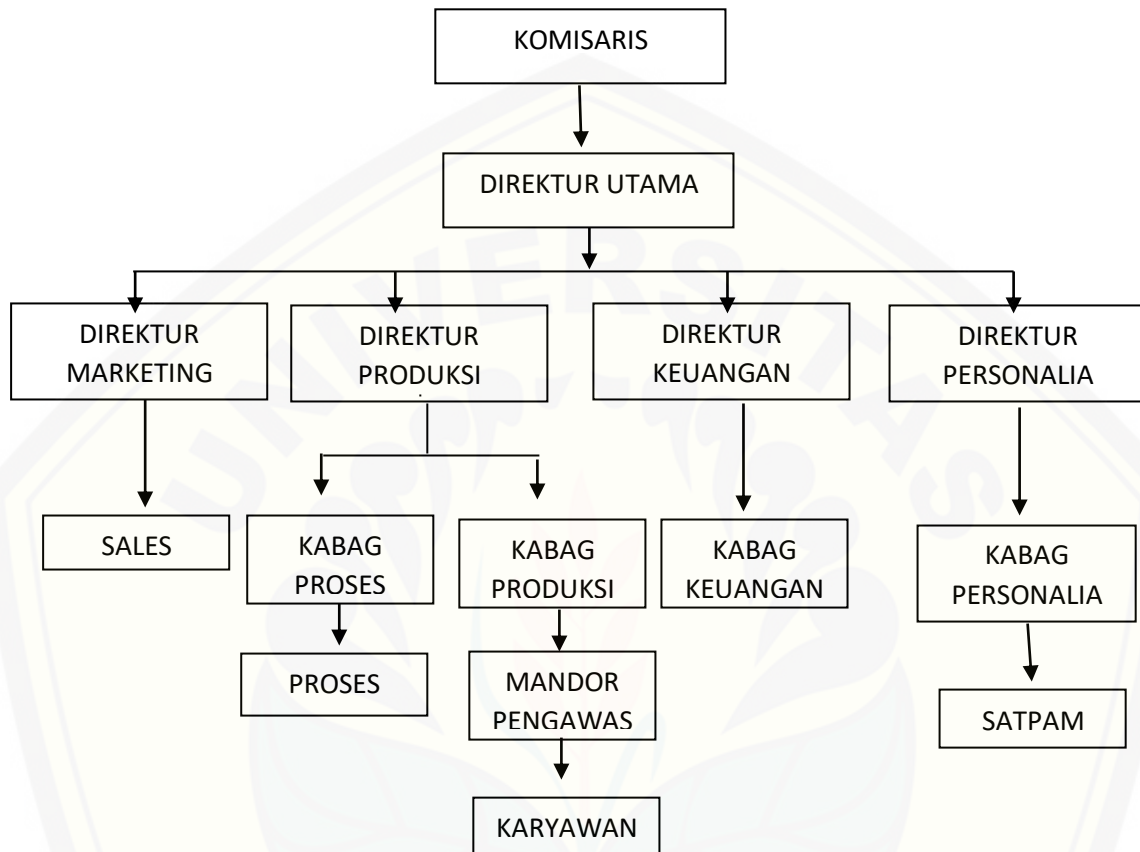 KOMISARIS
DIREKTUR UTAMA
DIREKTUR
MARKETING
DIREKTUR
PRODUKSI
DIREKTUR
KEUANGAN
DIREKTUR
PERSONALIA
SALES
KABAG
PROSES
KABAG
PRODUKSI
KABAG
KEUANGAN
KABAG
PERSONALIA
PROSES
MANDOR
PENGAWAS
SATPAM
KARYAWAN
UNIVERSITAS